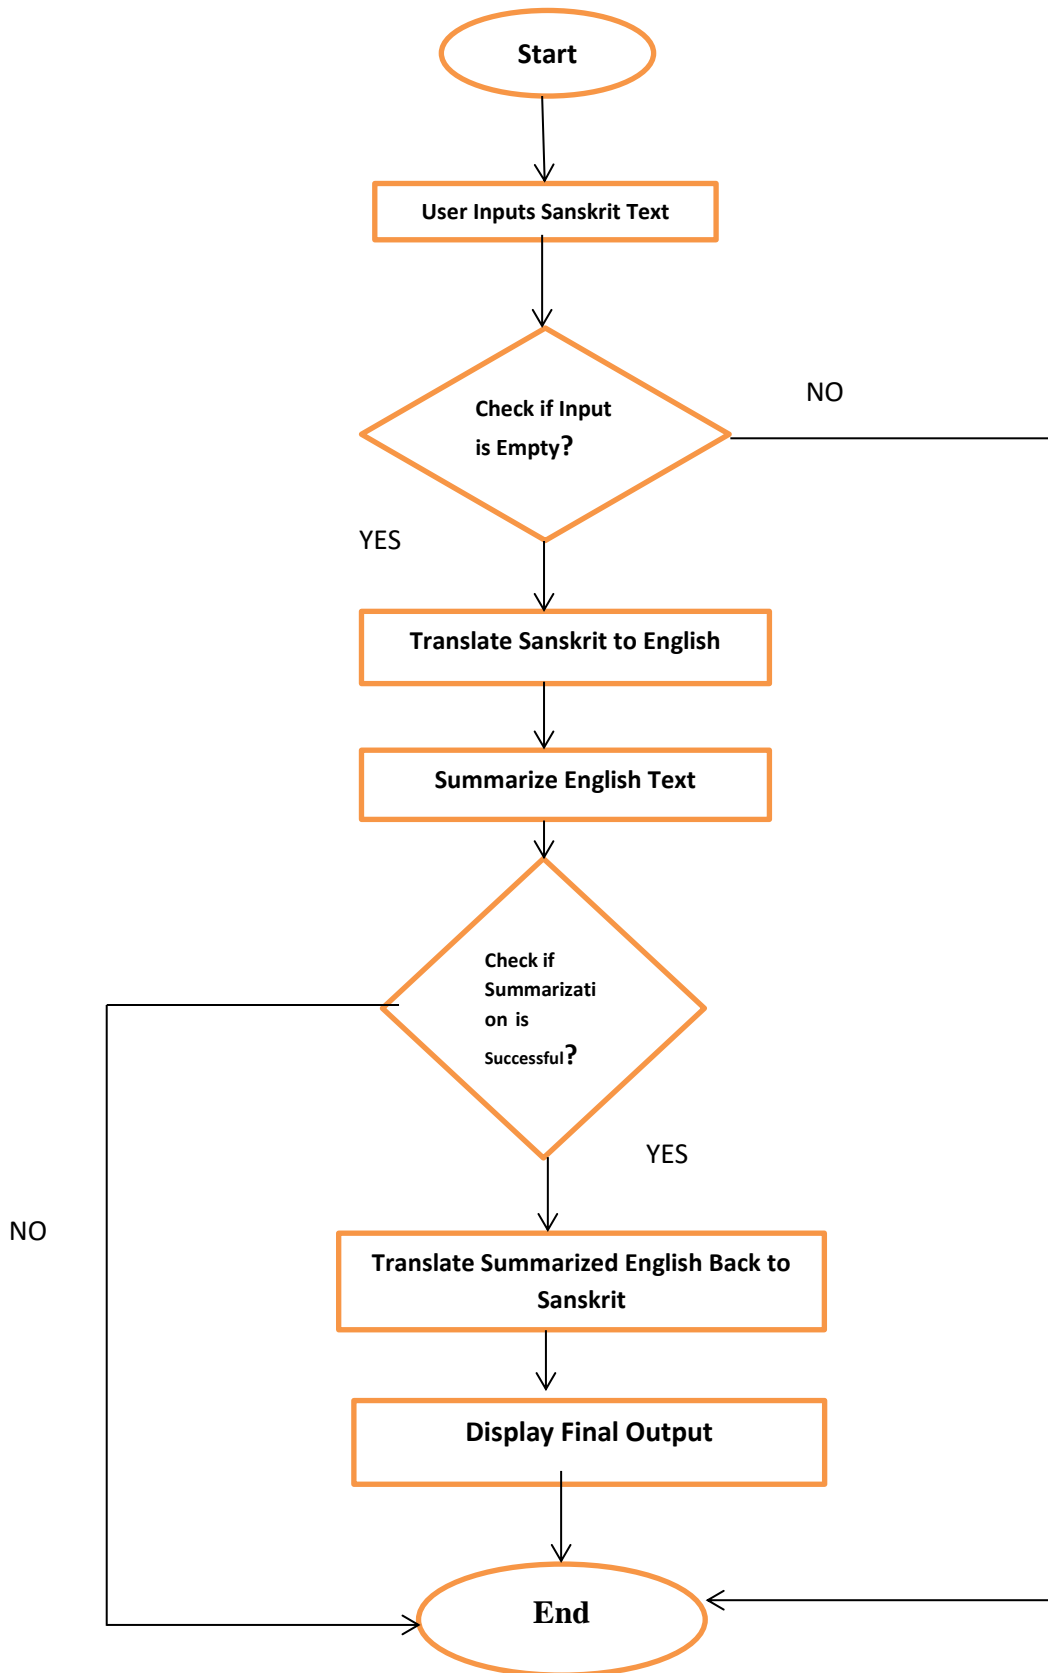 Start
User Inputs Sanskrit Text
NO
Check if Input
is Empty?
YES
Translate Sanskrit to English
Summarize English Text
Check if
Summarizati
on is
Successful?
YES
NO
Translate Summarized English Back to
Sanskrit
Display Final Output
End